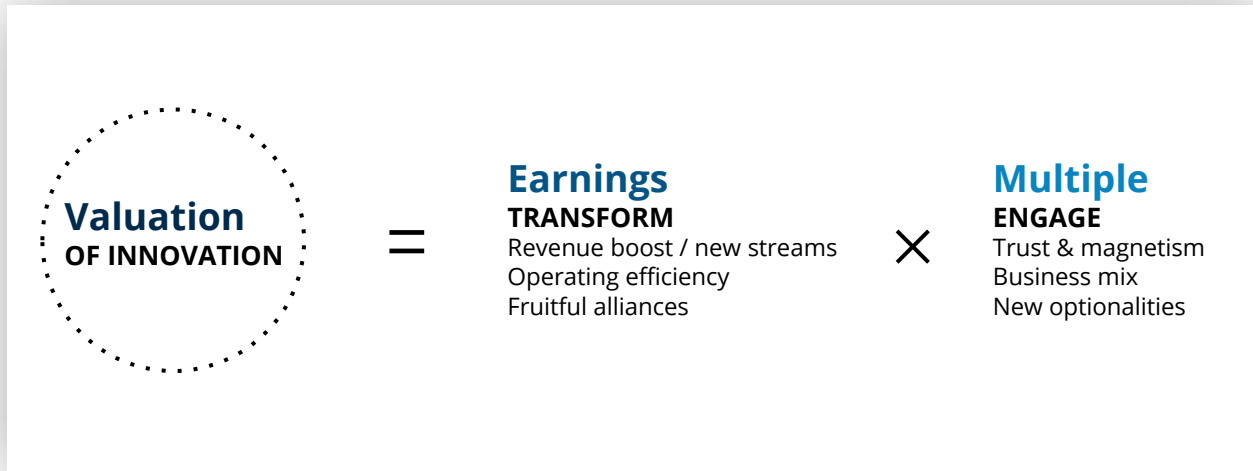 Valuation
OF INNOVATION
=
Earnings
TRANSFORM
Revenue boost / new streams
Operating efficiency
Fruitful alliances
×
Multiple
ENGAGE
Trust & magnetism
Business mix
New optionalities